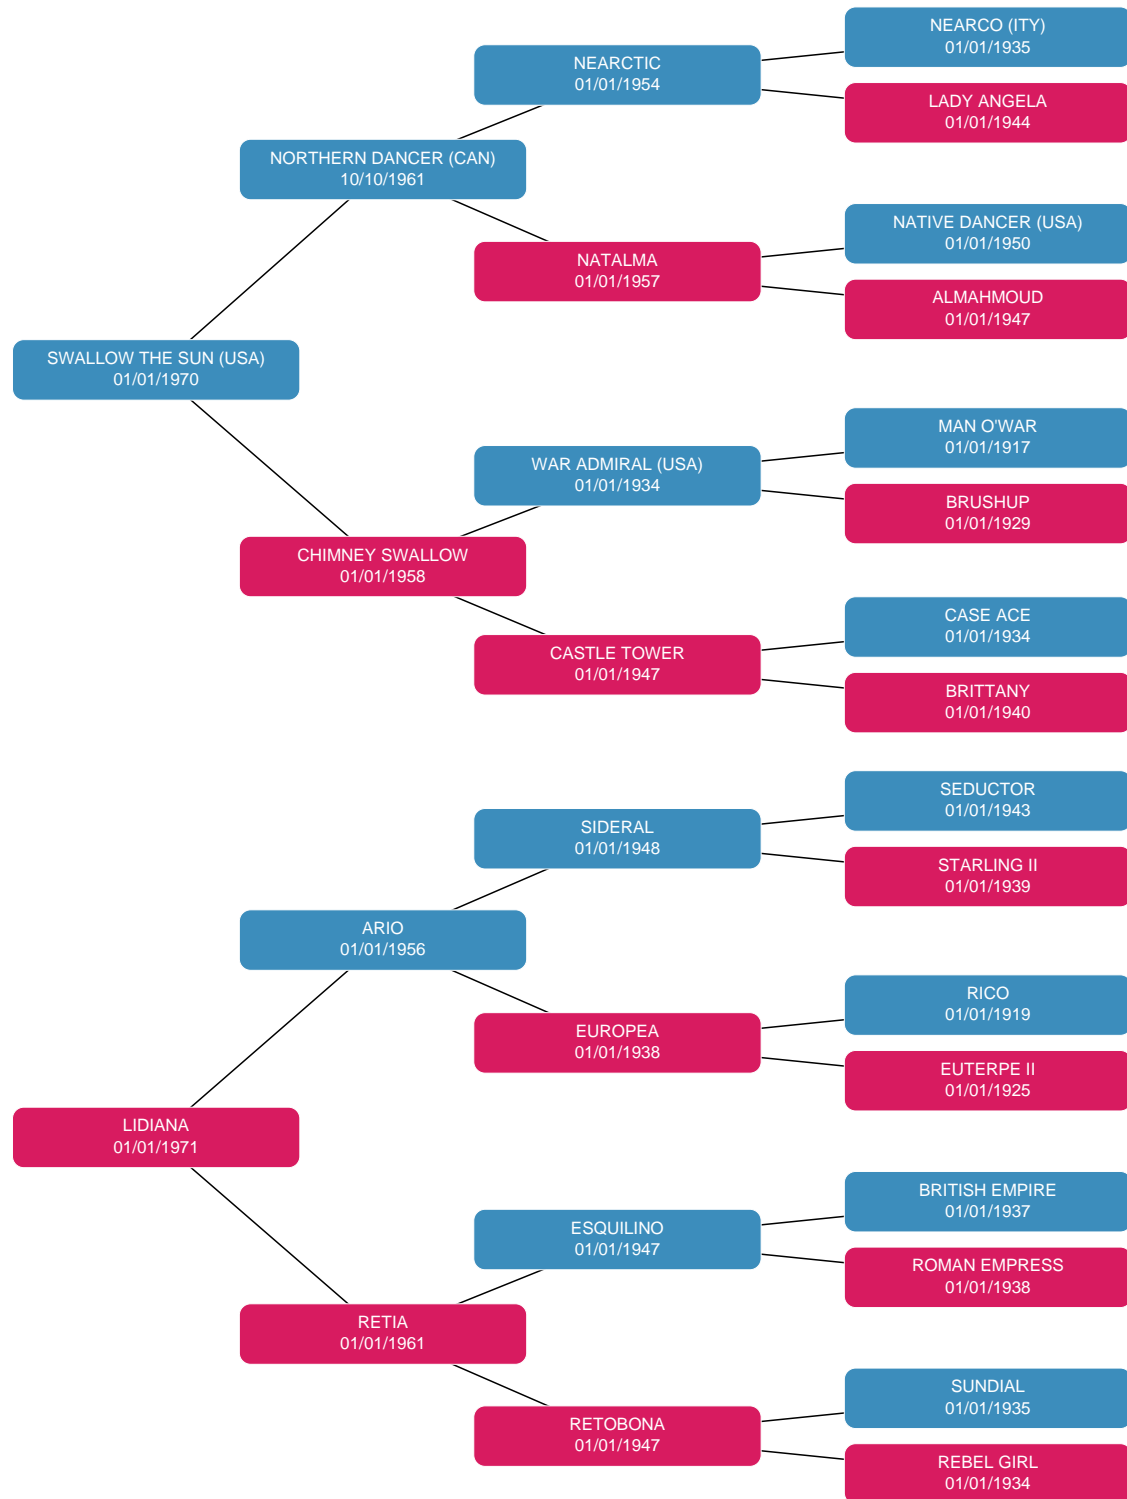 NEARCO (ITY)
01/01/1935
NEARCTIC
01/01/1954
LADY ANGELA
01/01/1944
NORTHERN DANCER (CAN)
10/10/1961
NATIVE DANCER (USA)
01/01/1950
NATALMA
01/01/1957
ALMAHMOUD
01/01/1947
SWALLOW THE SUN (USA)
01/01/1970
MAN O'WAR
01/01/1917
WAR ADMIRAL (USA)
01/01/1934
BRUSHUP
01/01/1929
CHIMNEY SWALLOW
01/01/1958
CASE ACE
01/01/1934
CASTLE TOWER
01/01/1947
BRITTANY
01/01/1940
SEDUCTOR
01/01/1943
SIDERAL
01/01/1948
STARLING II
01/01/1939
ARIO
01/01/1956
RICO
01/01/1919
EUROPEA
01/01/1938
EUTERPE II
01/01/1925
LIDIANA
01/01/1971
BRITISH EMPIRE
01/01/1937
ESQUILINO
01/01/1947
ROMAN EMPRESS
01/01/1938
RETIA
01/01/1961
SUNDIAL
01/01/1935
RETOBONA
01/01/1947
REBEL GIRL
01/01/1934